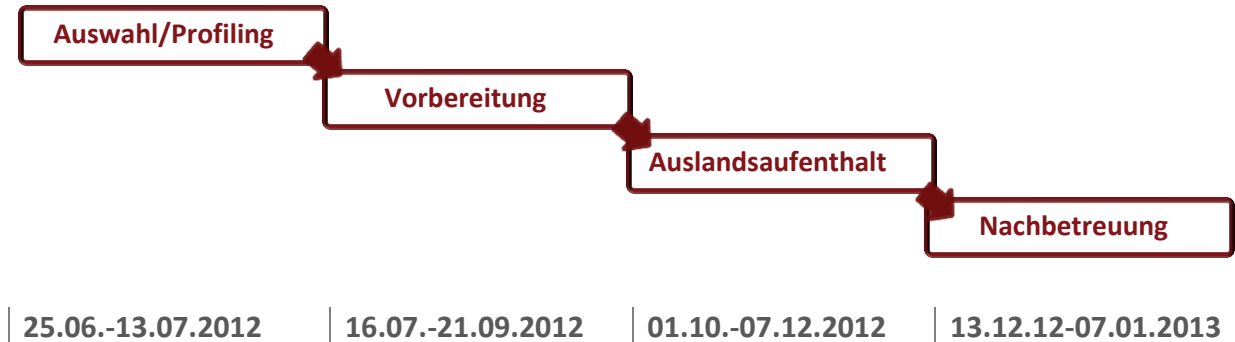 Auswahl/Profiling
Vorbereitung
Auslandsaufenthalt
Nachbetreuung
25.06.-13.07.2012 16.07.-21.09.2012 01.10.-07.12.2012 13.12.12-07.01.2013